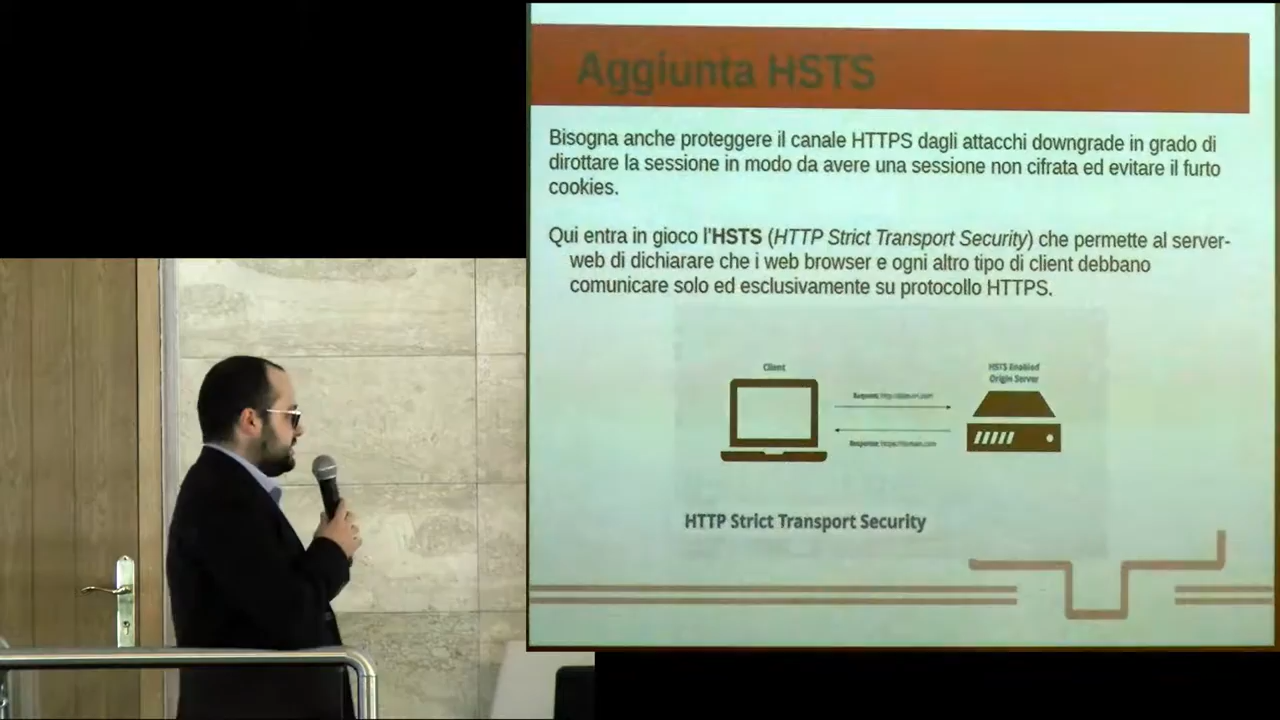 Aggiunta HSTS
Bisogna anche proteggere il canale HTTPS dagli attacchi downgrade in grado di
dirottare la sessione in modo da avere una sessione non cifrata ed evitare il furto
cookies.
Qui entra in gioco l'HSTS (HTTP Strict Transport Security) che permette al server-
web di dichiarare che i web browser e ogni altro tipo di client debbano
comunicare solo ed esclusivamente su protocollo HTTPS.
Client
HSTS Enabled
Origin Server
Request:
Response:
HTTP Strict Transport Security